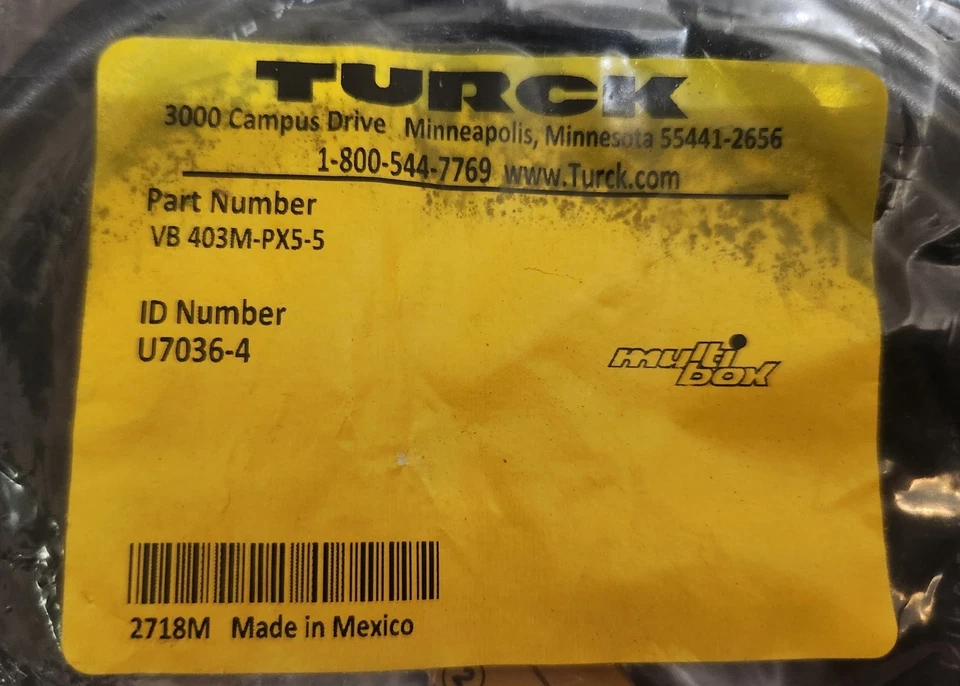 TURCK
3000 Campus Drive Minneapolis, Minnesota 55441-2656
1-800-544-7769 www.Turck.com
Part Number
VB 403M-PX5-5
ID Number
U7036-4
multi
box
2718M Made in Mexico